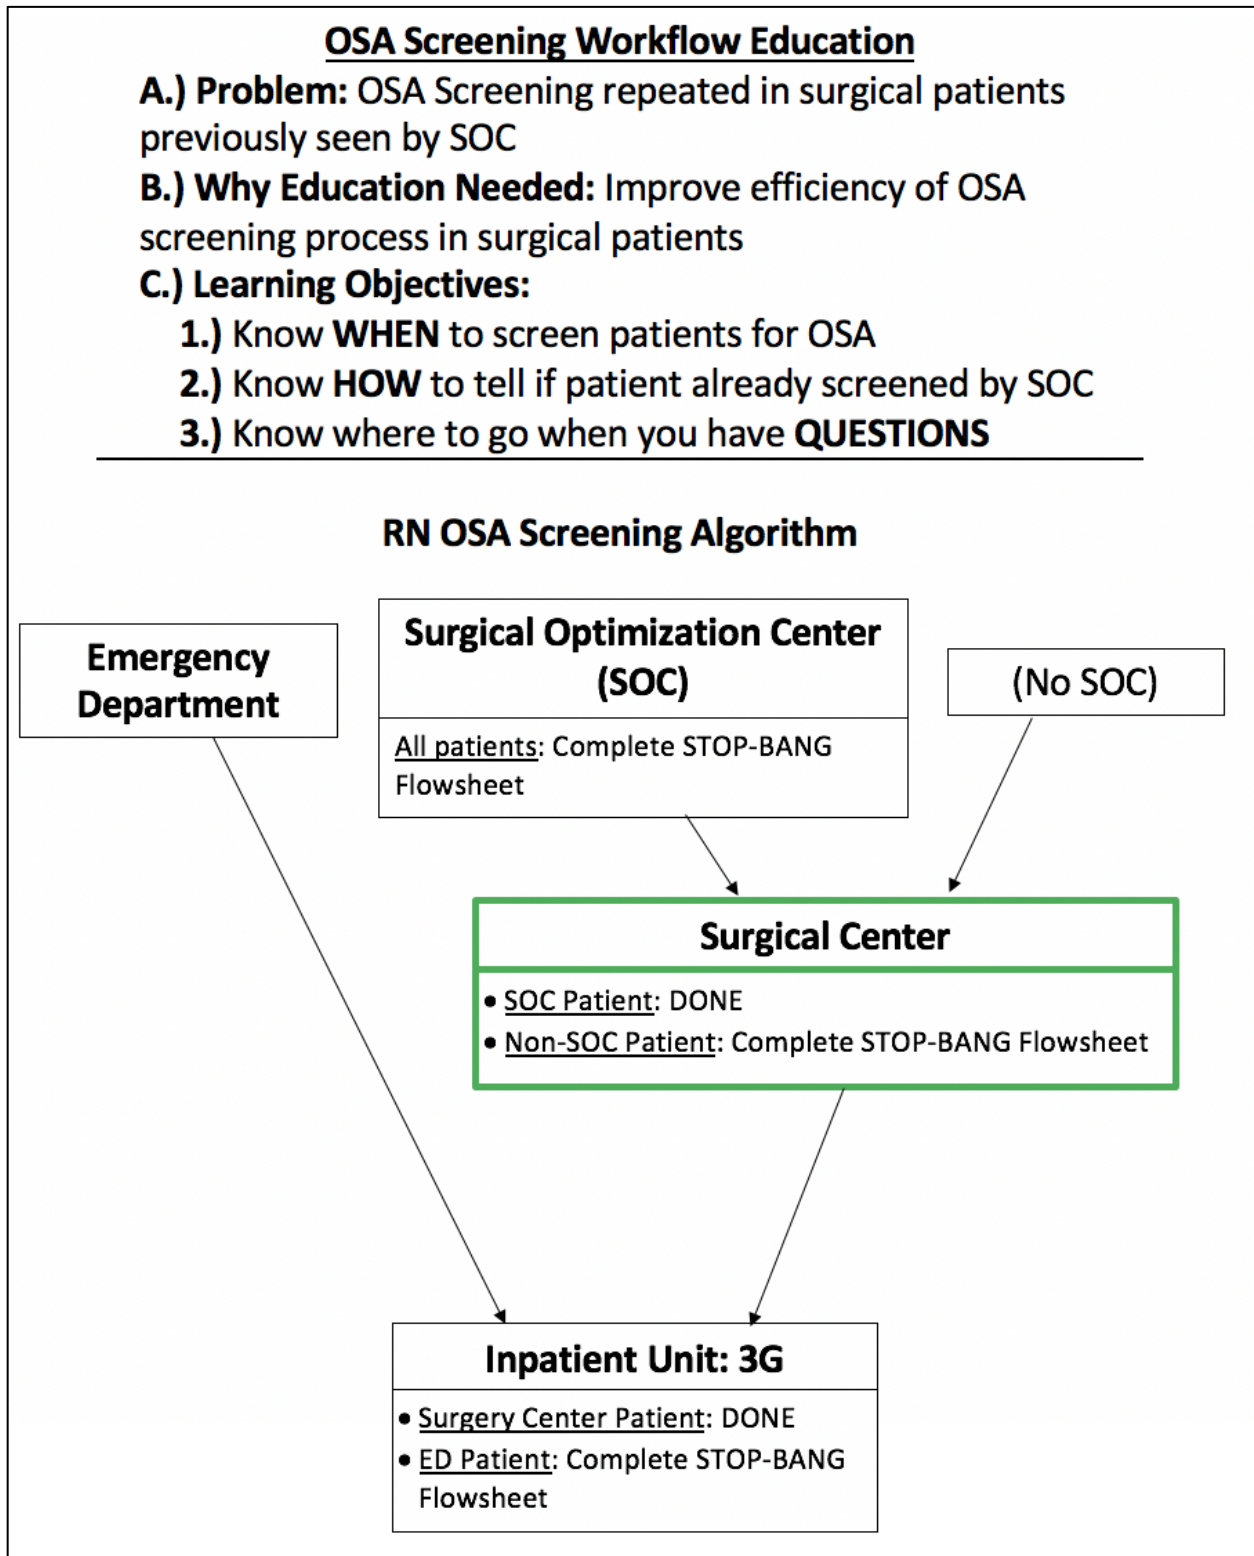 OSA Screening Workflow Education
A.) Problem: OSA Screening repeated in surgical patients
previously seen by SOC
B.) Why Education Needed: Improve efficiency of OSA
screening process in surgical patients
C.) Learning Objectives:
1.) Know WHEN to screen patients for OSA
2.) Know HOW to tell if patient already screened by SOC
3.) Know where to go when you have QUESTIONS
RN OSA Screening Algorithm
Emergency
Department
Surgical Optimization Center
(SOC)
All patients: Complete STOP-BANG
Flowsheet
(No SOC)
Surgical Center
• SOC Patient: DONE
• Non-SOC Patient: Complete STOP-BANG Flowsheet
Inpatient Unit: 3G
• Surgery Center Patient: DONE
• ED Patient: Complete STOP-BANG
Flowsheet